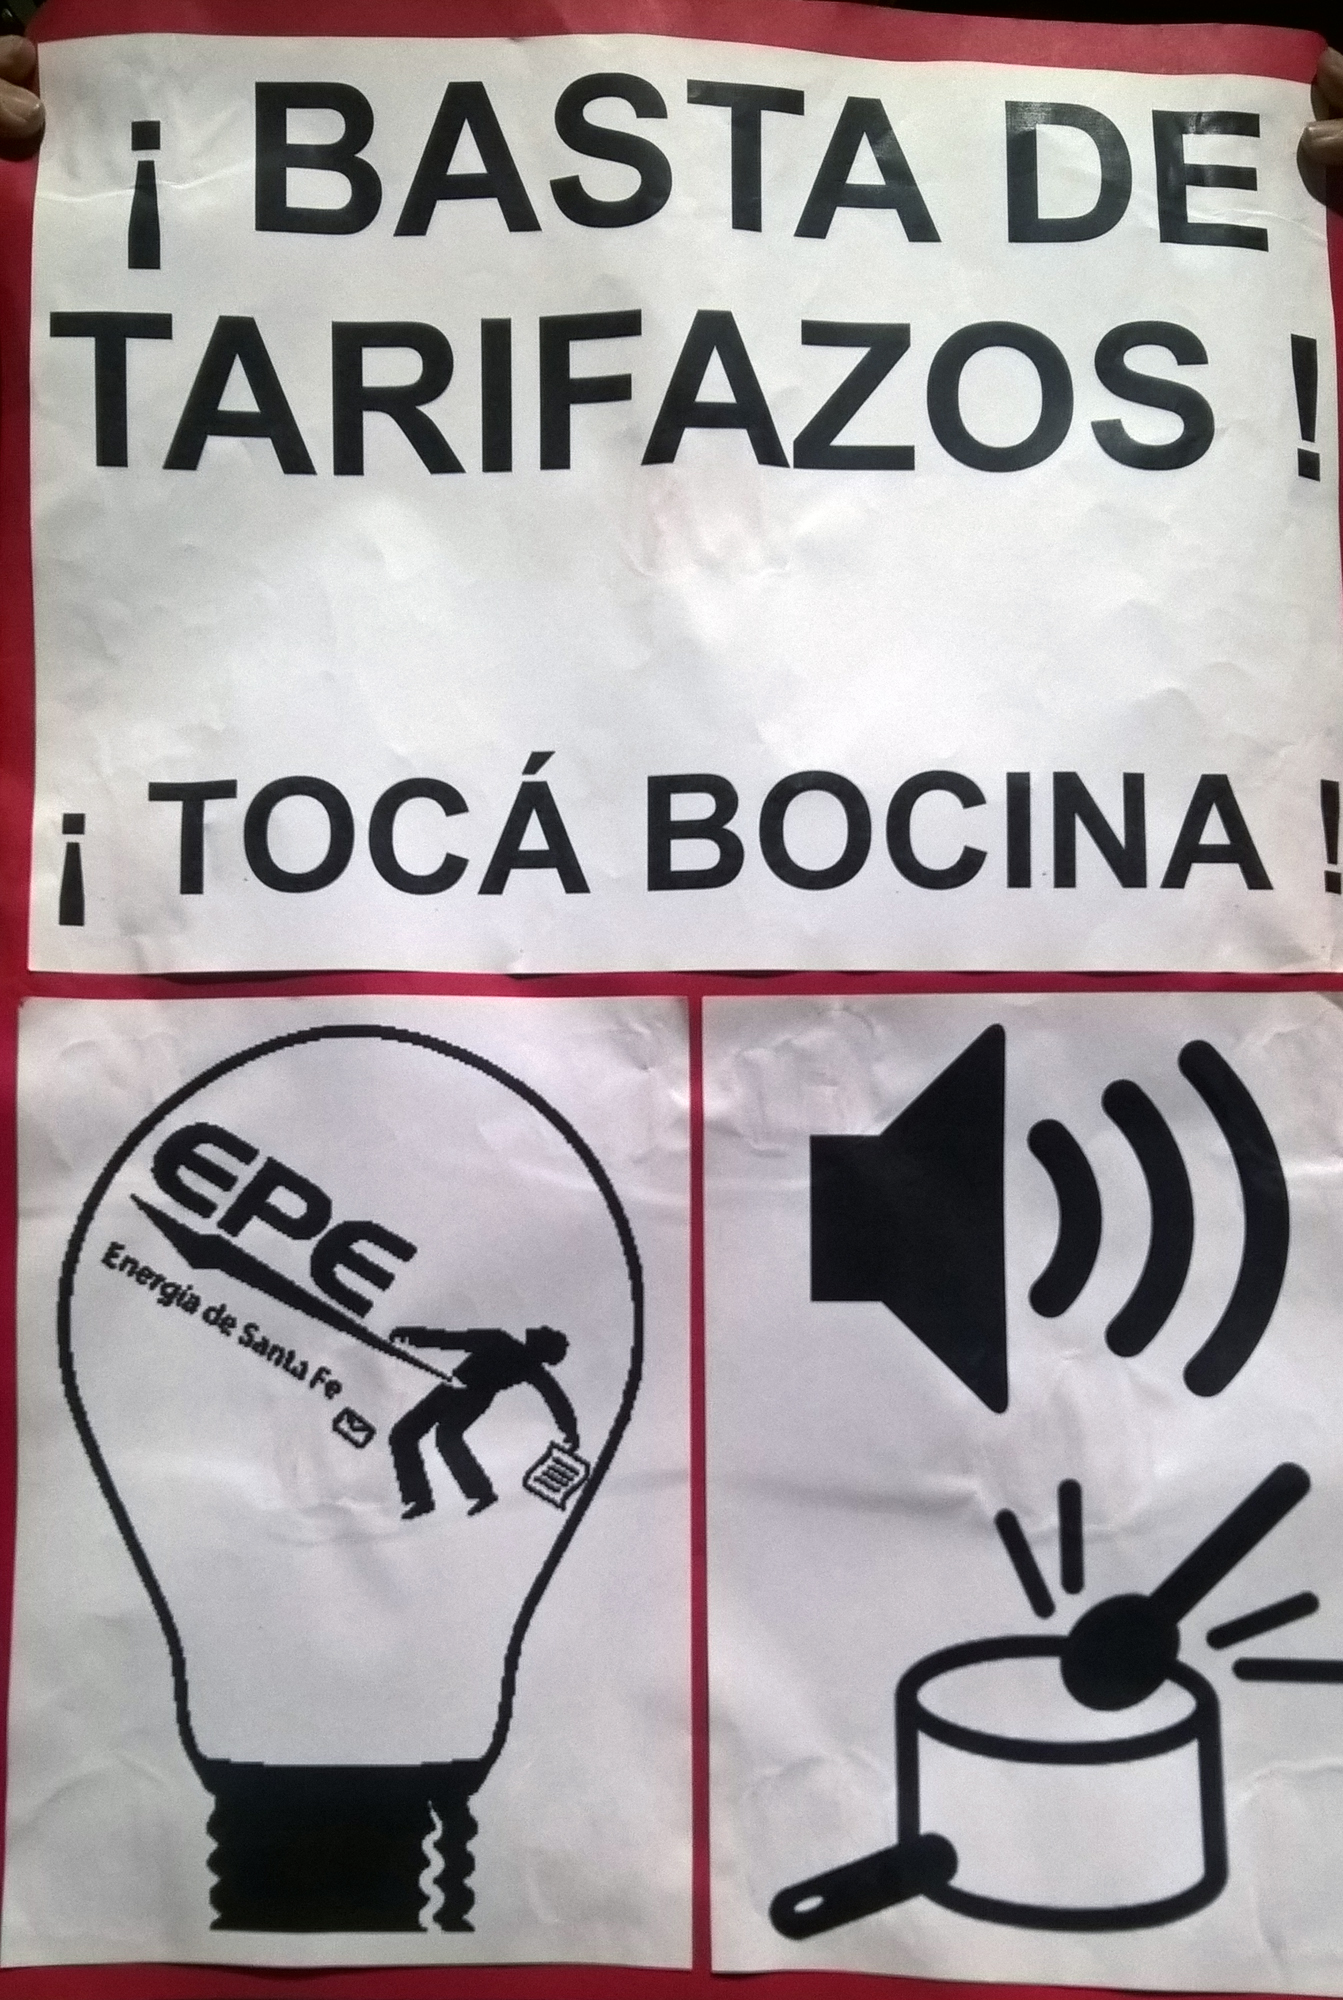 ¡ BASTA DE
TARIFAZOS !
¡ TOCÁ BOCINA !
EPE
Energía de Santa Fe